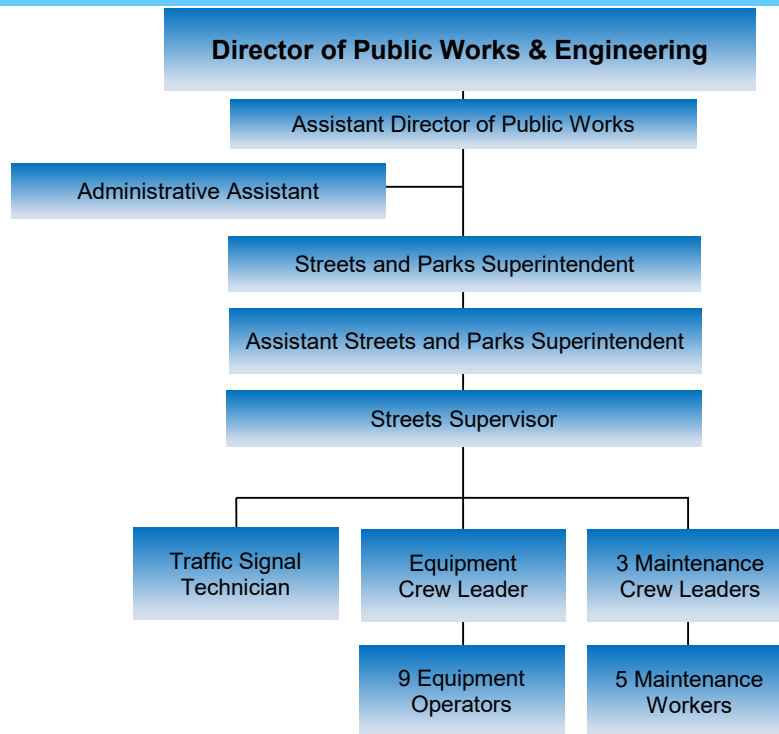 Director of Public Works & Engineering
Assistant Director of Public Works
Administrative Assistant
Streets and Parks Superintendent
Assistant Streets and Parks Superintendent
Streets Supervisor
Traffic Signal
Technician
Equipment
Crew Leader
3 Maintenance
Crew Leaders
9 Equipment
Operators
5 Maintenance
Workers